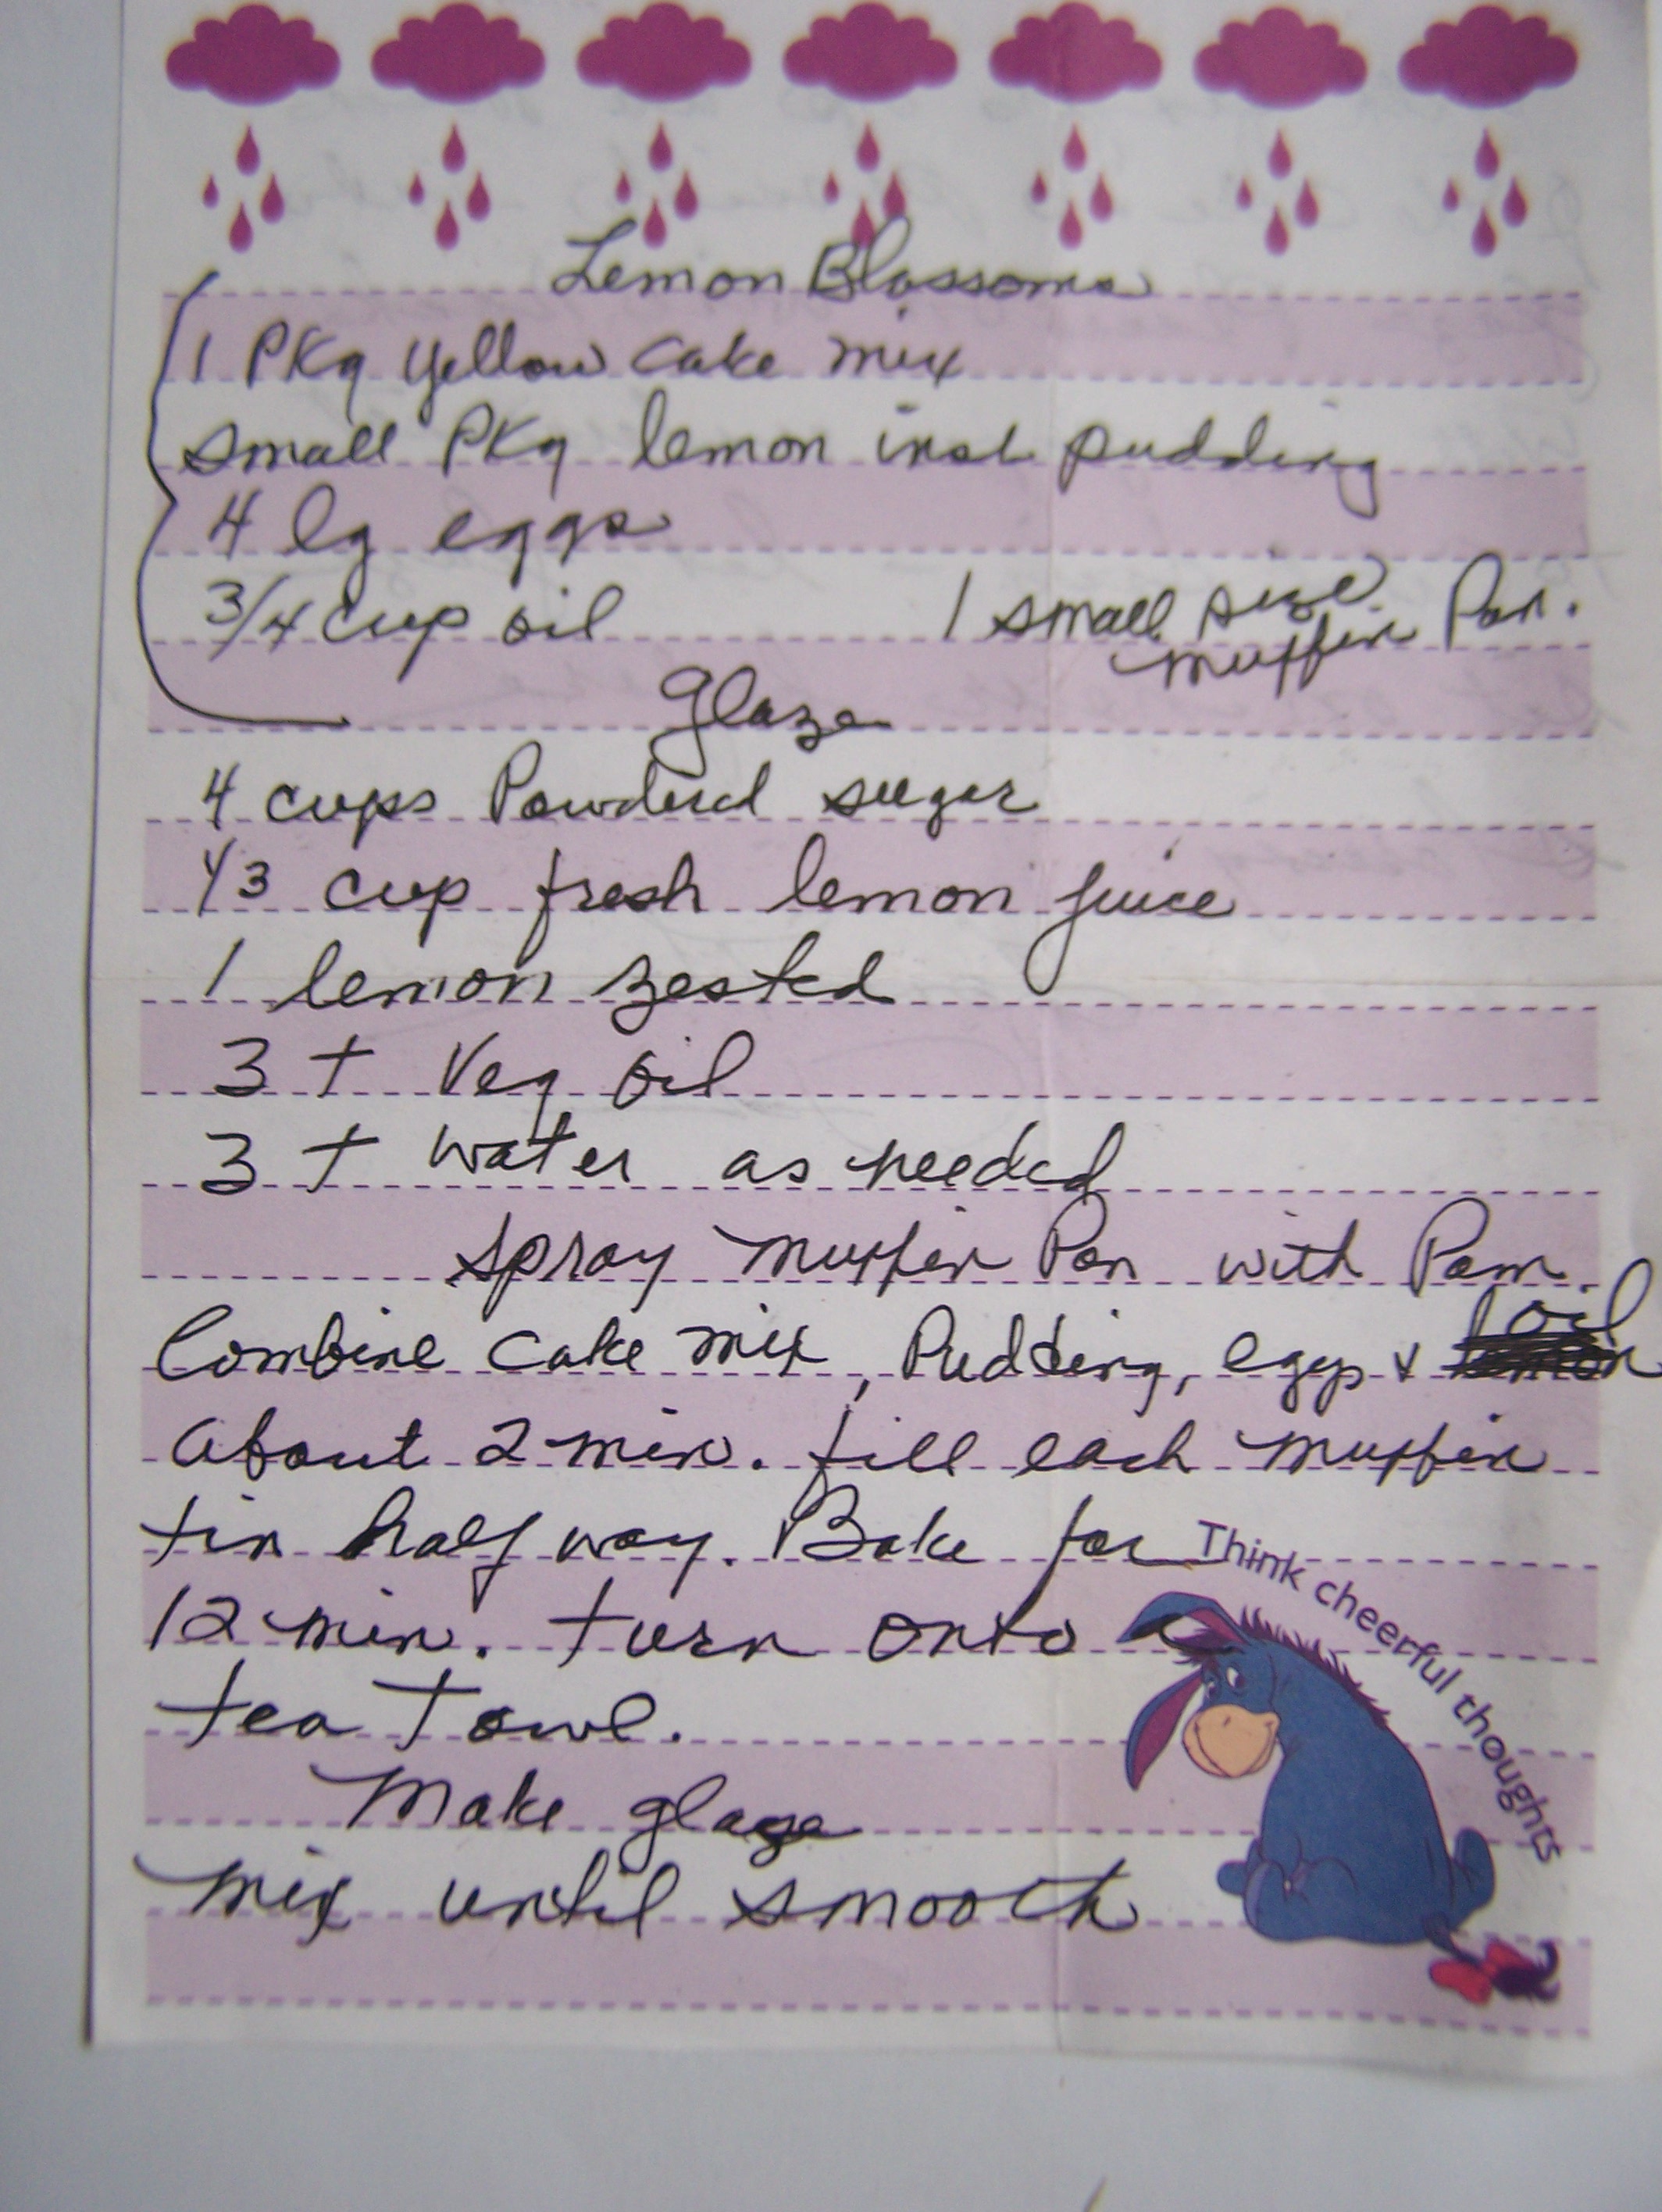 Lemon Blossoms
1 PKg yellow cake mix
small PKg lemon inst pudding
4 lg eggs
3/4 cup oil
1 small size muffin Pan.
glaze
4 cups Powdered sugar
1/3 cup fresh lemon juice
1 lemon zested
3 t Veg oil
3 t water as needed
spray muffin Pan with Pam.
Combine cake mix, Pudding, eggs & oil
about 2 min. fill each muffin
tin half way. Bake for
12 min. turn onto a
tea towl.
Make glaze
mix until smooth
Think cheerful thoughts